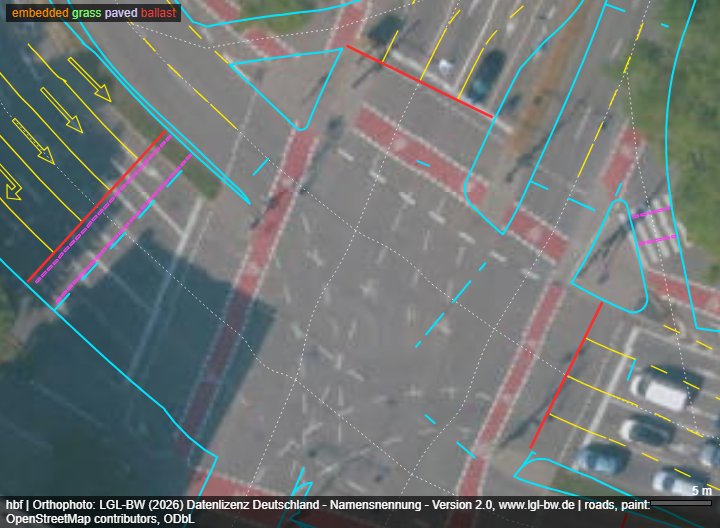 embedded grass paved ballast
5 m
hbf | Orthophoto: LGL-BW (2026) Datenlizenz Deutschland - Namensnennung - Version 2.0, www.lgl-bw.de | roads, paint:
OpenStreetMap contributors, ODbL